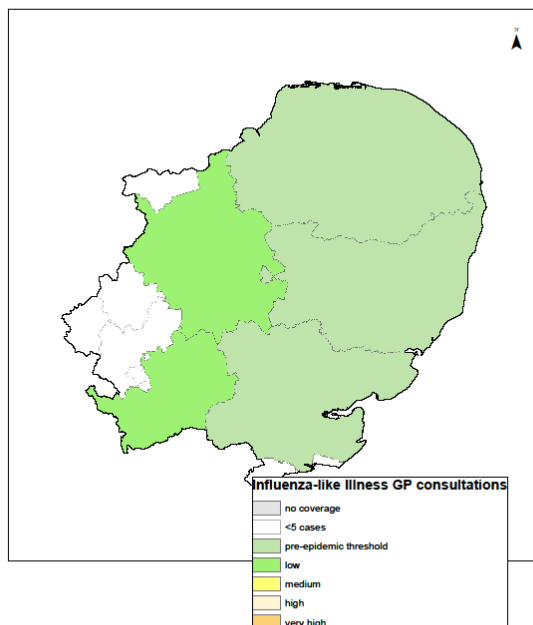 N
Influenza-like Illness GP consultations
no coverage
<5 cases
pre-epidemic threshold
low
medium
high
very high